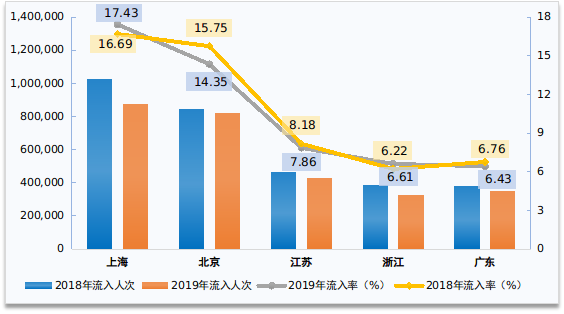 1,400,000
1,200,000
1,000,000
800,000
600,000
400,000
200,000
0
18
15
12
9
6
3
0
17.43
16.69
15.75
14.35
8.18
7.86
6.22
6.61
6.76
6.43
上海
北京
江苏
浙江
广东
2018年流入人次
2019年流入人次
2019年流入率（%）
2018年流入率（%）